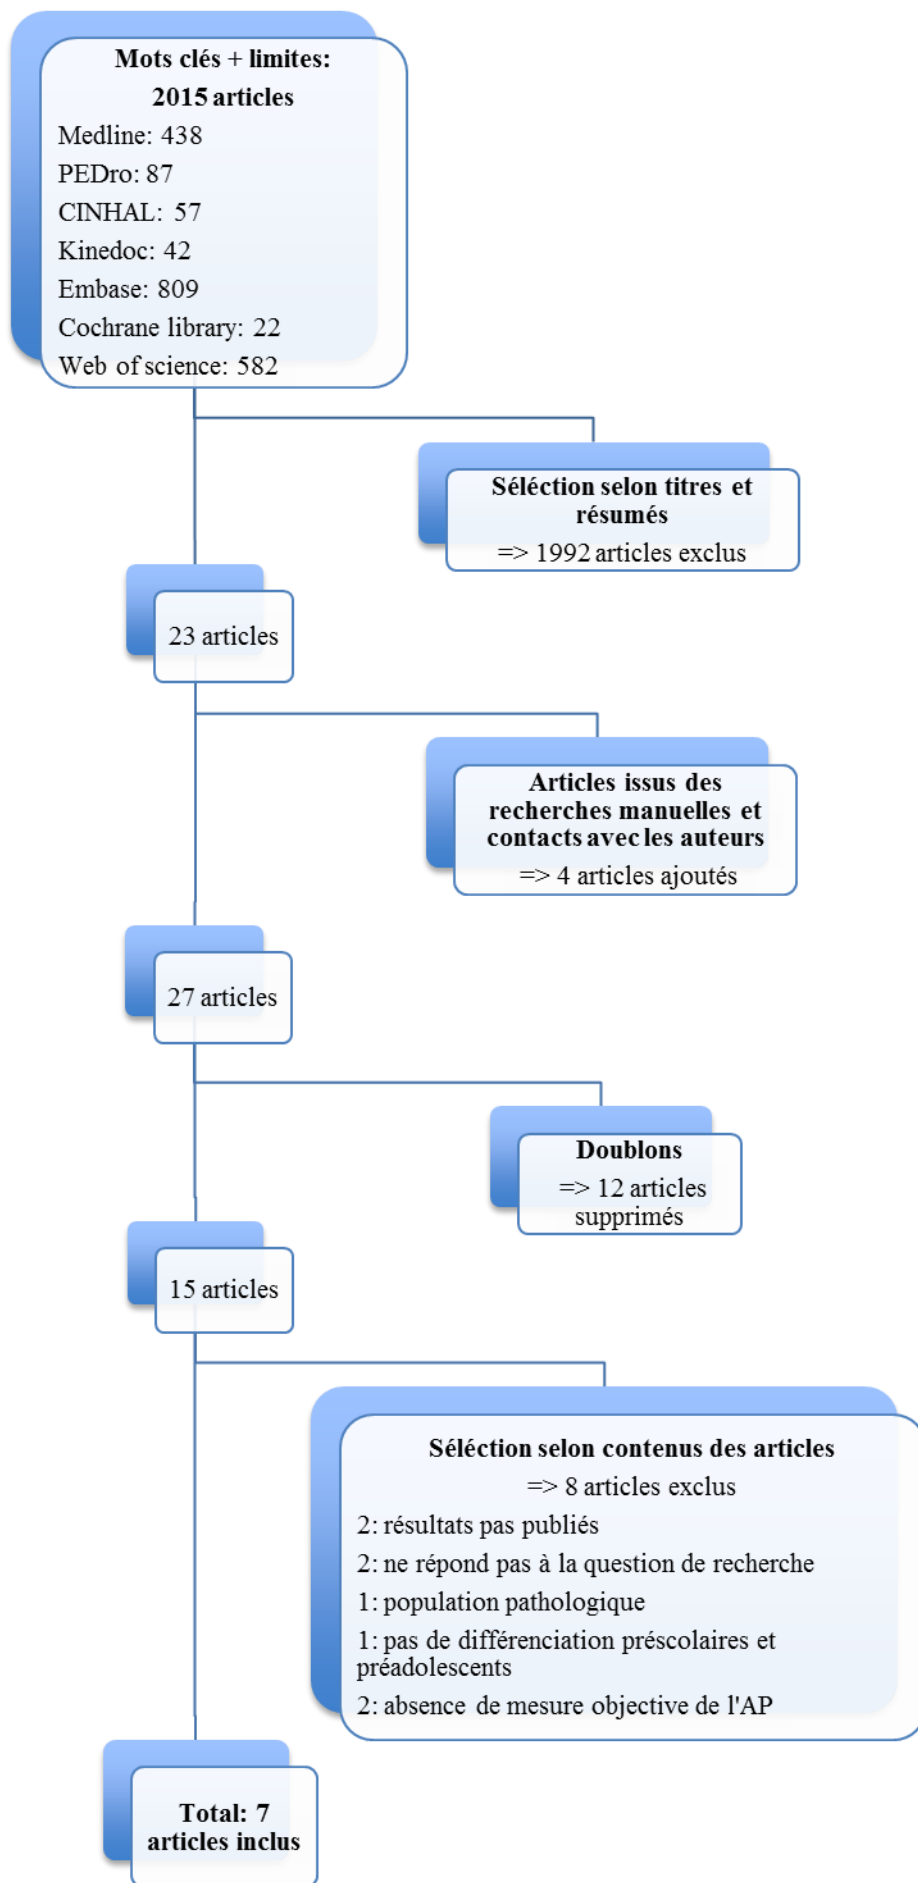 Mots clés + limites:
2015 articles
Medline: 438
PEDro: 87
CINHAL: 57
Kinedoc: 42
Embase: 809
Cochrane library: 22
Web of science: 582
Séléction selon titres et
résumés
=> 1992 articles exclus
23 articles
Articles issus des
recherches manuelles et
contacts avec les auteurs
=> 4 articles ajoutés
27 articles
Doublons
=> 12 articles
supprimés
15 articles
Séléction selon contenus des articles
=> 8 articles exclus
2: résultats pas publiés
2: ne répond pas à la question de recherche
1: population pathologique
1: pas de différenciation préscolaires et
préadolescents
2: absence de mesure objective de l'AP
Total: 7
articles inclus